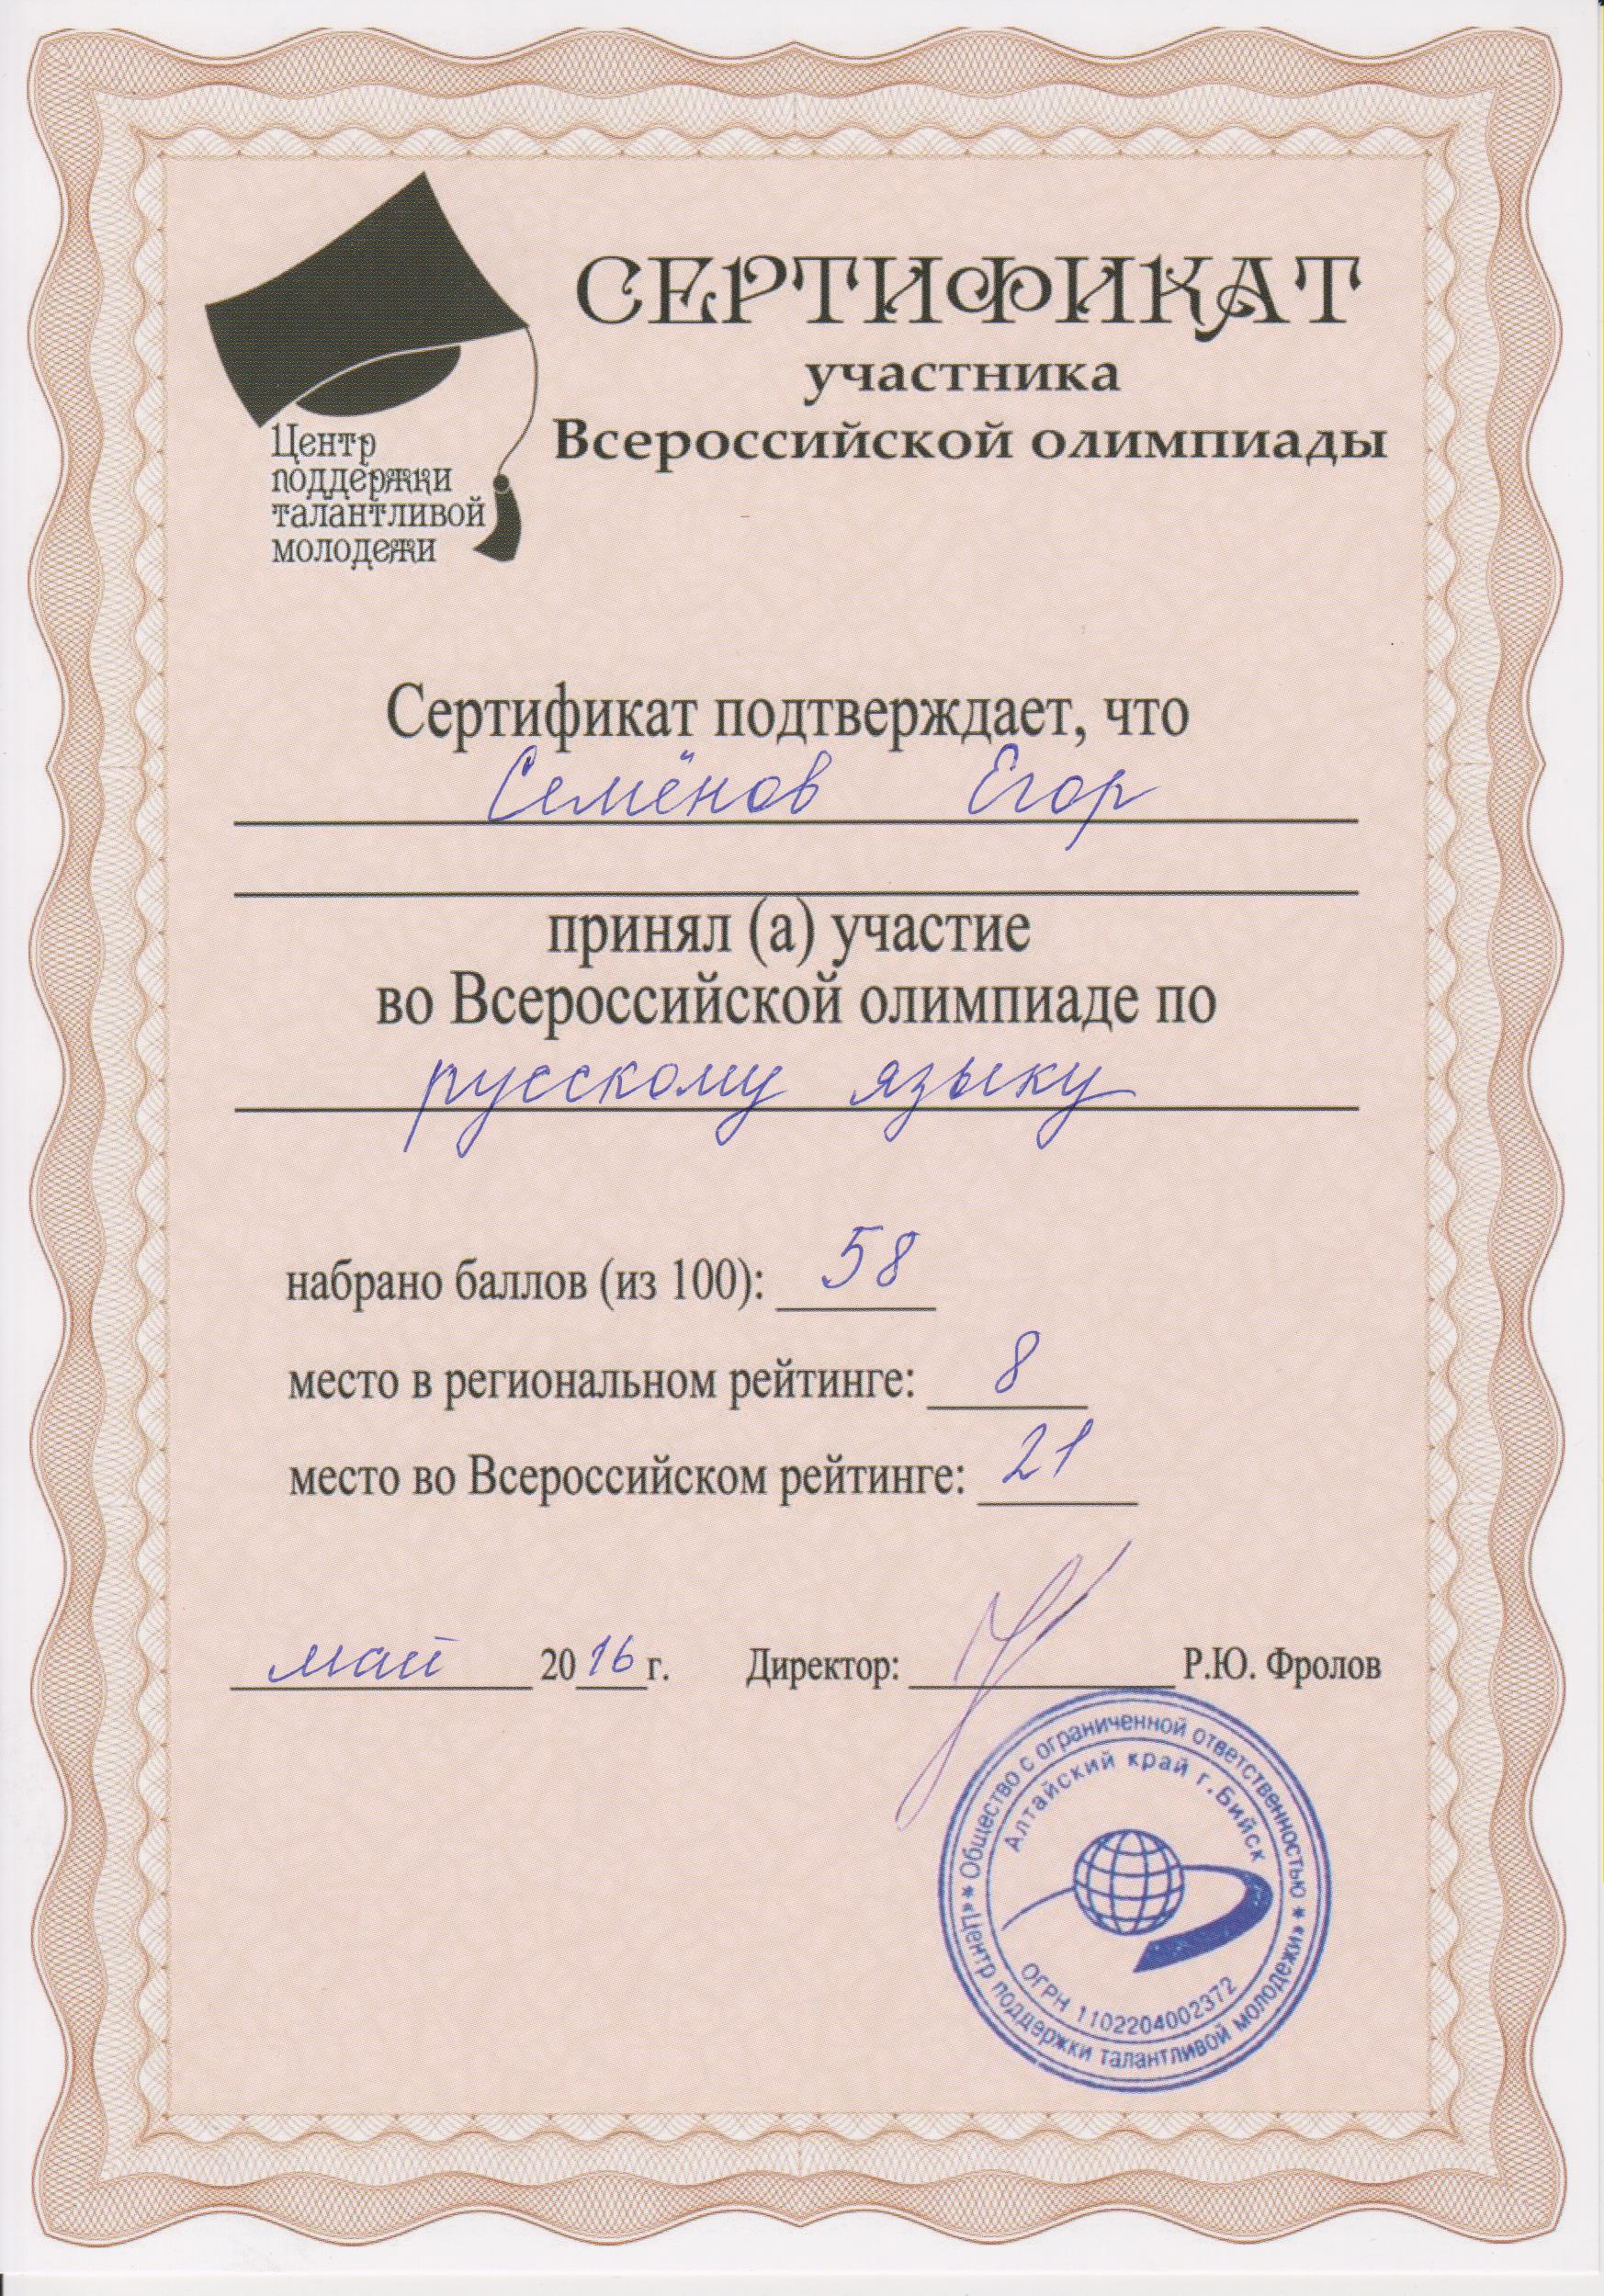 СЕРТИФИКАТ
участника
Всероссийской олимпиады
Центр
поддержки
талантливой
молодежи
Сертификат подтверждает, что
Семёнов Егор
принял (а) участие
во Всероссийской олимпиаде по
русскому языку
набрано баллов (из 100): 58
место в региональном рейтинге: 8
место во Всероссийском рейтинге: 21
май 2016 г. Директор: Р.Ю. Фролов
* Общество с ограниченной ответственностью *
«Центр поддержки талантливой молодежи»
Алтайский край г.Бийск
ОГРН 1102204002372